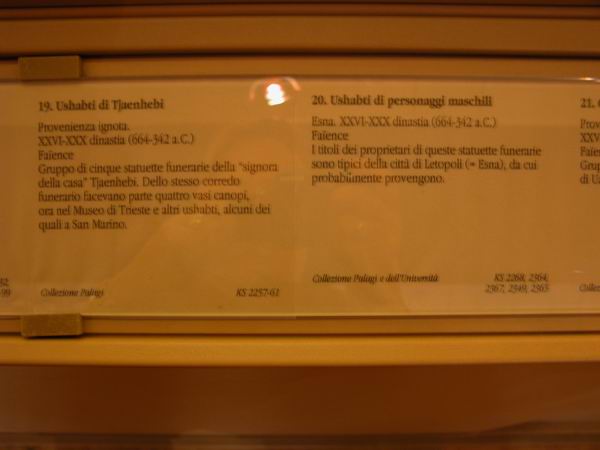 19. Ushabti di Tjaenhebi
Provenienza ignota.
XXVI-XXX dinastia (664-342 a.C.)
Faïence
Gruppo di cinque statuette funerarie della "signora
della casa" Tjaenhebi. Dello stesso corredo
funerario facevano parte quattro vasi canopi,
ora nel Museo di Trieste e altri ushabti, alcuni dei
quali a San Marino.
Collezione Palagi
KS 2257-61
20. Ushabti di personaggi maschili
Esna. XXVI-XXX dinastia (664-342 a.C.)
Faïence
I titoli dei proprietari di queste statuette funerarie
sono tipici della città di Letopoli (= Esna), da cui
probabilmente provengono.
Collezione Palagi e dell'Università
KS 2268, 2364,
2367, 2349, 2365
21.
XXV